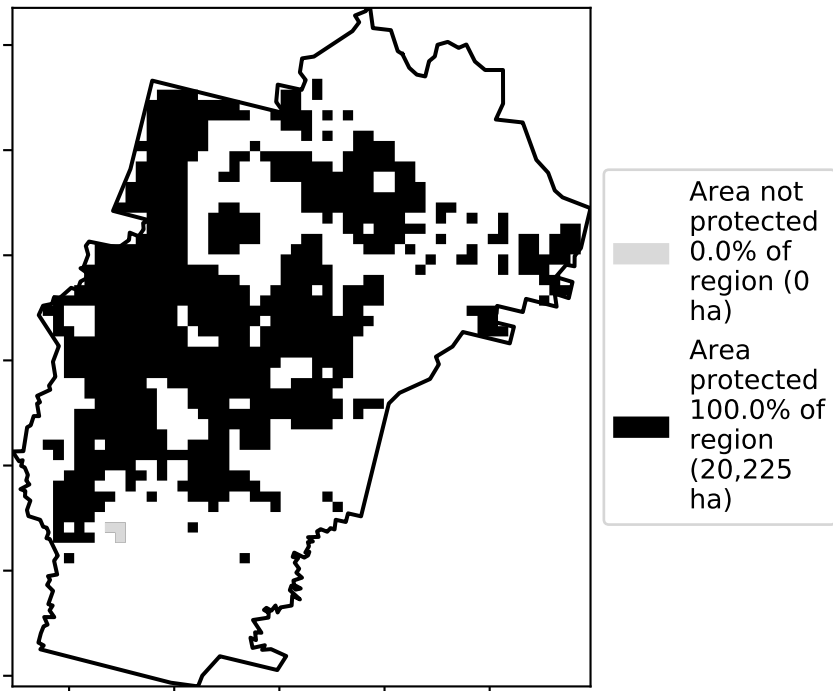 Area not
protected
0.0% of
region (0
ha)
Area
protected
100.0% of
region
(20,225
ha)